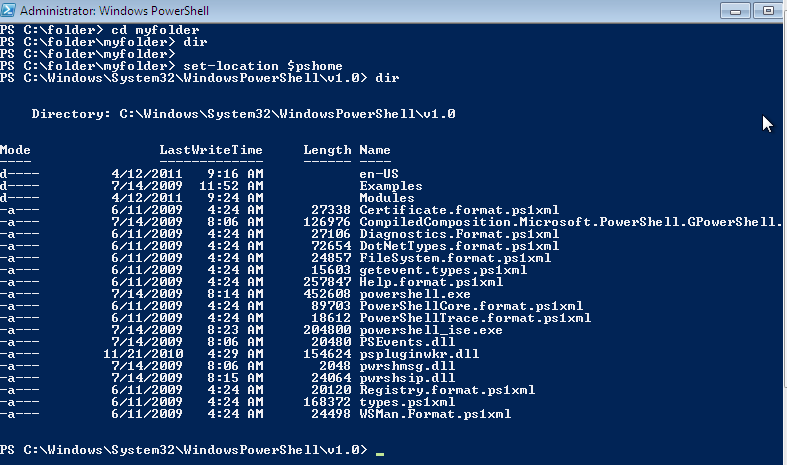 Administrator: Windows PowerShell
PS C:\folder> cd myfolder
PS C:\folder\myfolder> dir
PS C:\folder\myfolder>
PS C:\folder\myfolder> set-location $pshome
PS C:\Windows\System32\WindowsPowerShell\v1.0> dir
Directory: C:\Windows\System32\WindowsPowerShell\v1.0
Mode LastWriteTime Length Name
---- ------------- ------ ----
d---- 4/12/2011 9:16 AM en-US
d---- 7/14/2009 11:52 AM Examples
d---- 4/12/2011 9:24 AM Modules
-a--- 6/11/2009 4:24 AM 27338 Certificate.format.ps1xml
-a--- 7/14/2009 8:06 AM 126976 CompiledComposition.Microsoft.PowerShell.GPowerShell.
-a--- 6/11/2009 4:24 AM 27106 Diagnostics.Format.ps1xml
-a--- 6/11/2009 4:24 AM 72654 DotNetTypes.format.ps1xml
-a--- 6/11/2009 4:24 AM 24857 FileSystem.format.ps1xml
-a--- 6/11/2009 4:24 AM 15603 getevent.types.ps1xml
-a--- 6/11/2009 4:24 AM 257847 Help.format.ps1xml
-a--- 7/14/2009 8:14 AM 452608 powershell.exe
-a--- 6/11/2009 4:24 AM 89703 PowerShellCore.format.ps1xml
-a--- 6/11/2009 4:24 AM 18612 PowerShellTrace.format.ps1xml
-a--- 7/14/2009 8:23 AM 204800 powershell_ise.exe
-a--- 7/14/2009 8:06 AM 20480 PSEvents.dll
-a--- 11/21/2010 4:29 AM 154624 pspluginwkr.dll
-a--- 7/14/2009 8:06 AM 2048 pwrshmsg.dll
-a--- 7/14/2009 8:15 AM 24064 pwrshsip.dll
-a--- 6/11/2009 4:24 AM 20120 Registry.format.ps1xml
-a--- 6/11/2009 4:24 AM 168372 types.ps1xml
-a--- 6/11/2009 4:24 AM 24498 WSMan.Format.ps1xml
PS C:\Windows\System32\WindowsPowerShell\v1.0> _